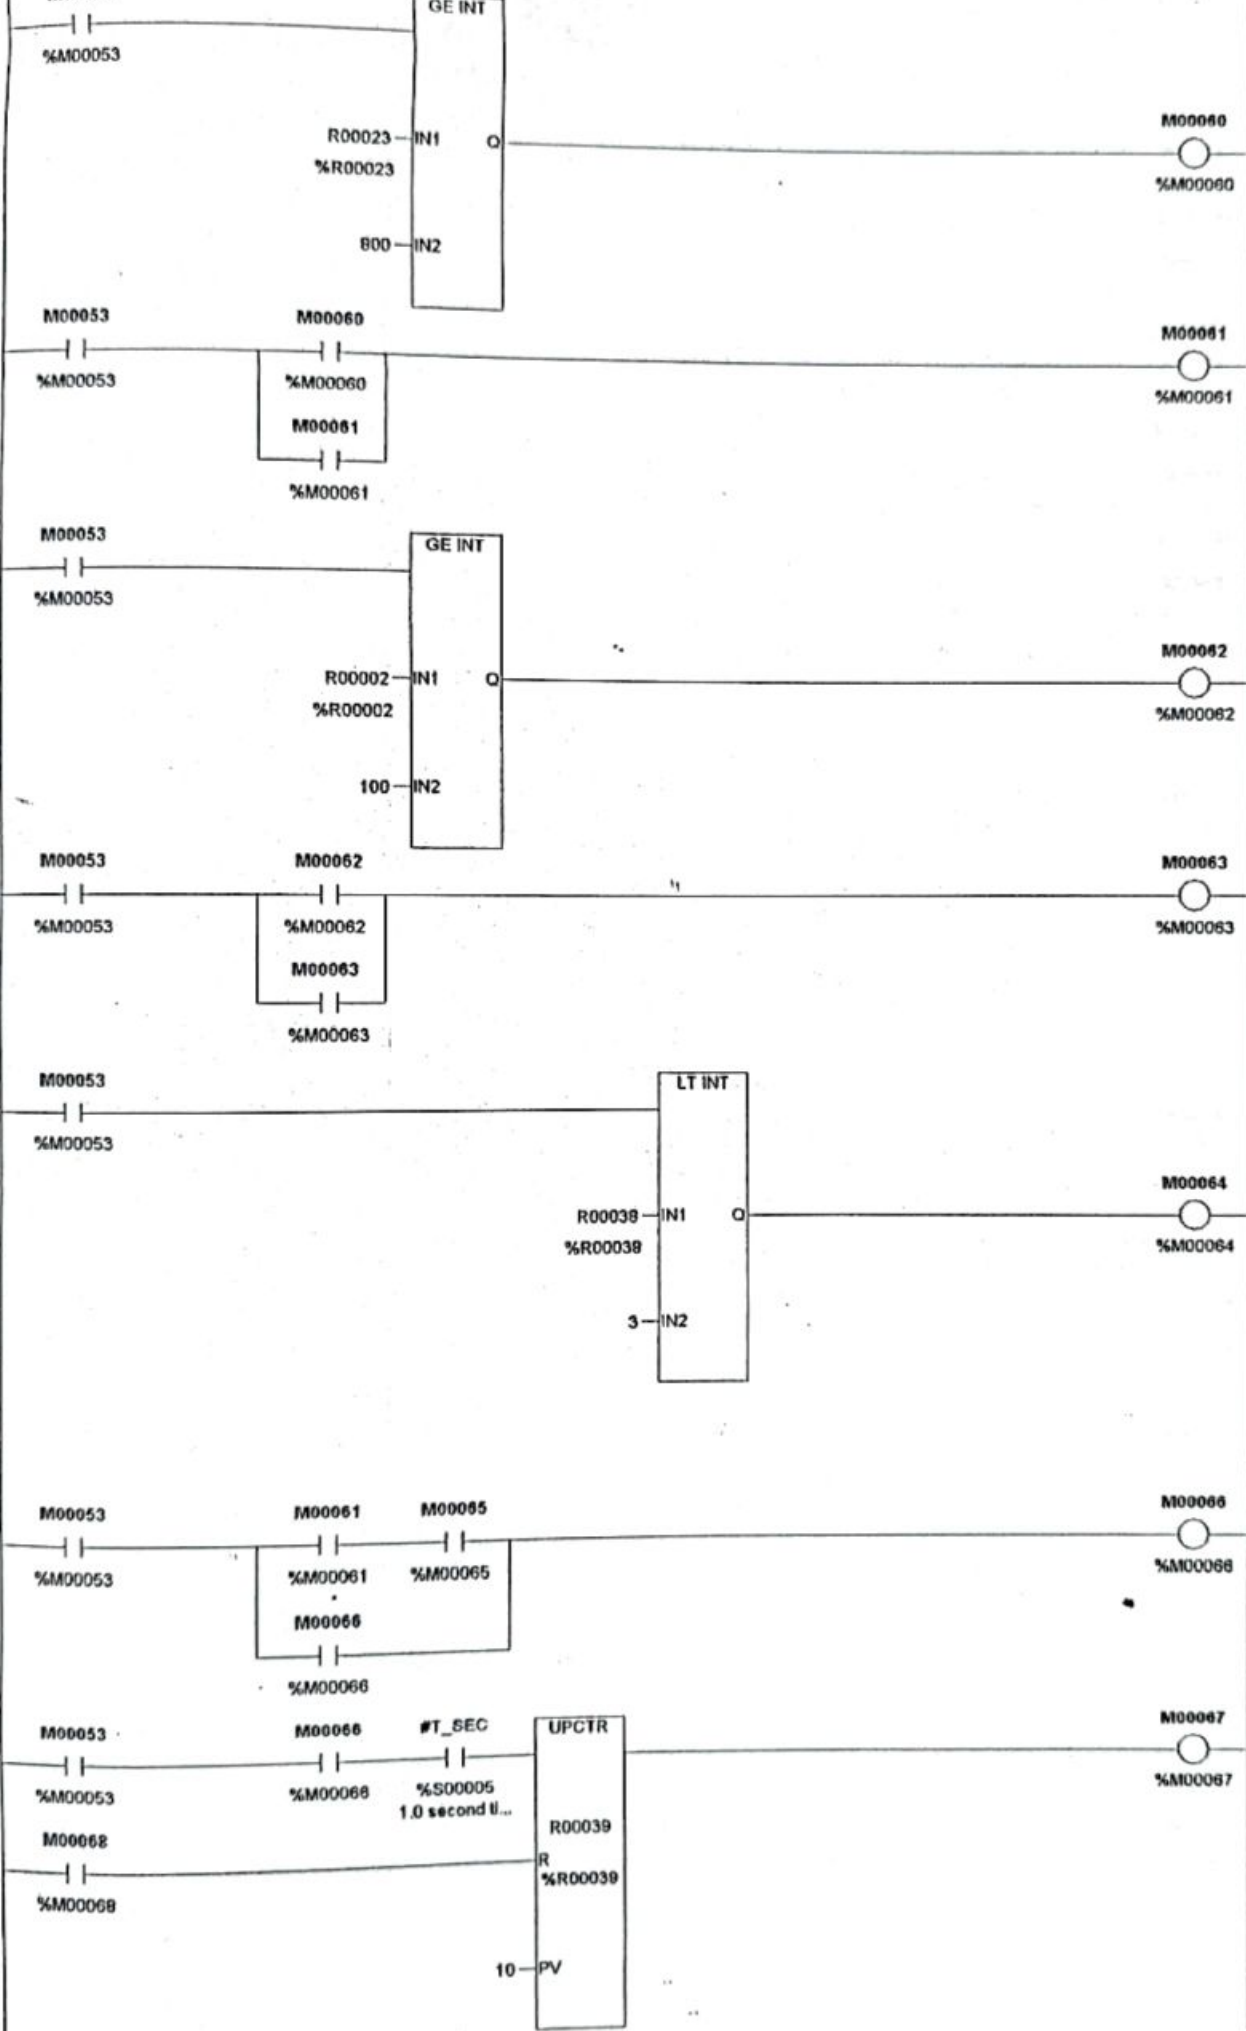 GE INT
%M00053
M00060
R00023 IN1 Q
%R00023
%M00060
800 IN2
M00053 M00060 M00061
%M00053 %M00060 %M00061
M00061
%M00061
M00053
GE INT
%M00053
M00062
R00002 IN1 Q
%R00002
%M00062
100 IN2
M00053 M00062 M00063
%M00053 %M00062 %M00063
M00063
%M00063
M00053
LT INT
%M00053
M00064
R00038 IN1 Q
%R00038
%M00064
3 IN2
M00053 M00061 M00065 M00066
%M00053 %M00061 %M00065 %M00066
M00066
%M00066
M00053 M00066 #T_SEC UPCTR M00067
%M00053 %M00066 %S00005 %M00067
1.0 second ti...
M00068
R00039
R
%R00039
%M00068
10 PV